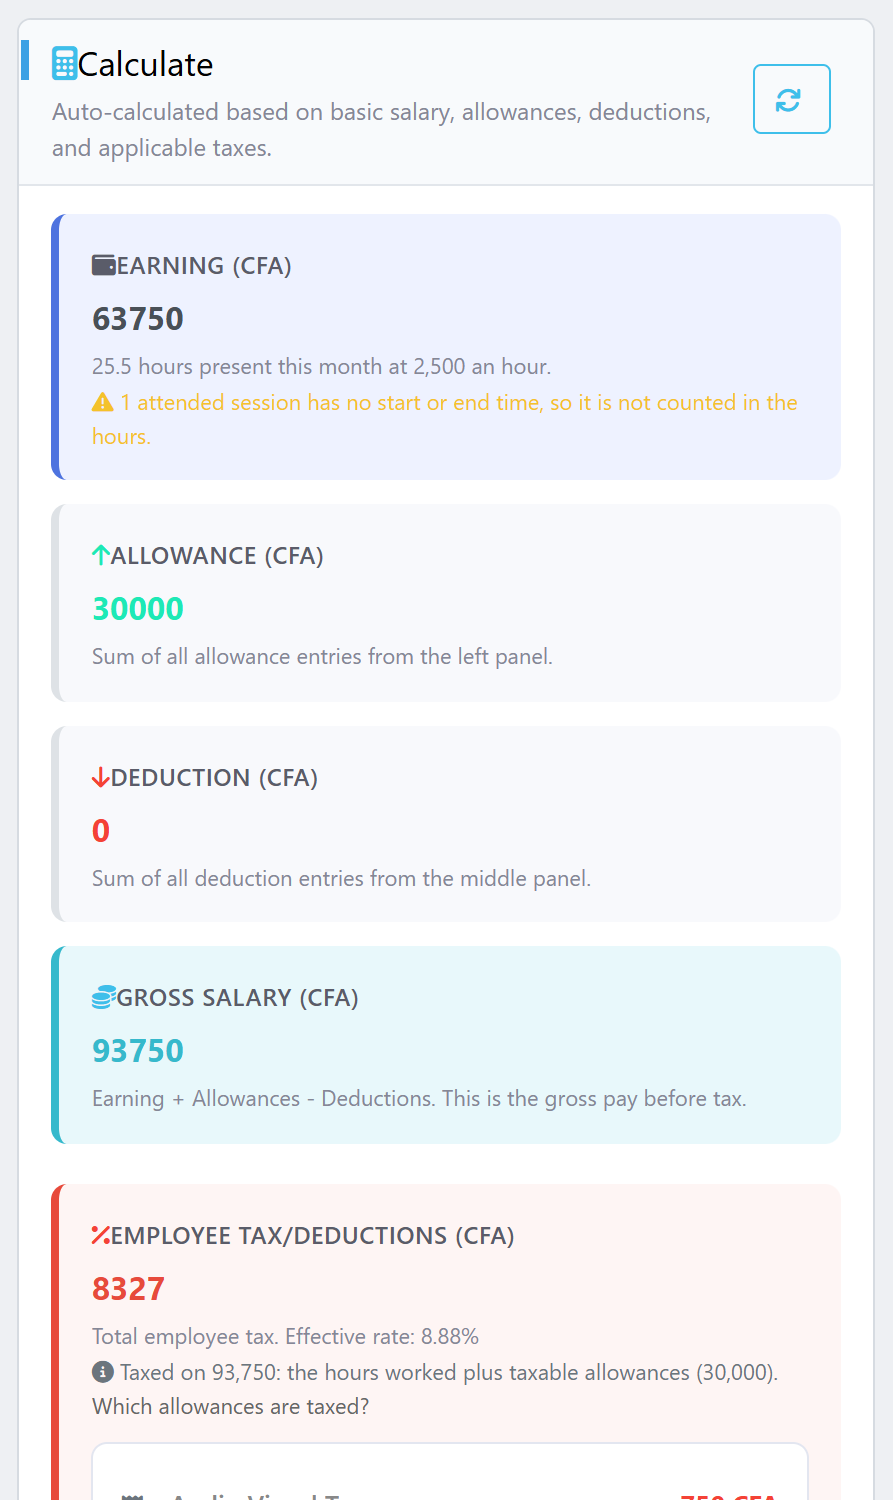 Calculate
Auto-calculated based on basic salary, allowances, deductions,
and applicable taxes.
EARNING (CFA)
63750
25.5 hours present this month at 2,500 an hour.
1 attended session has no start or end time, so it is not counted in the
hours.
ALLOWANCE (CFA)
30000
Sum of all allowance entries from the left panel.
DEDUCTION (CFA)
0
Sum of all deduction entries from the middle panel.
GROSS SALARY (CFA)
93750
Earning + Allowances - Deductions. This is the gross pay before tax.
EMPLOYEE TAX/DEDUCTIONS (CFA)
8327
Total employee tax. Effective rate: 8.88%
Taxed on 93,750: the hours worked plus taxable allowances (30,000).
Which allowances are taxed?